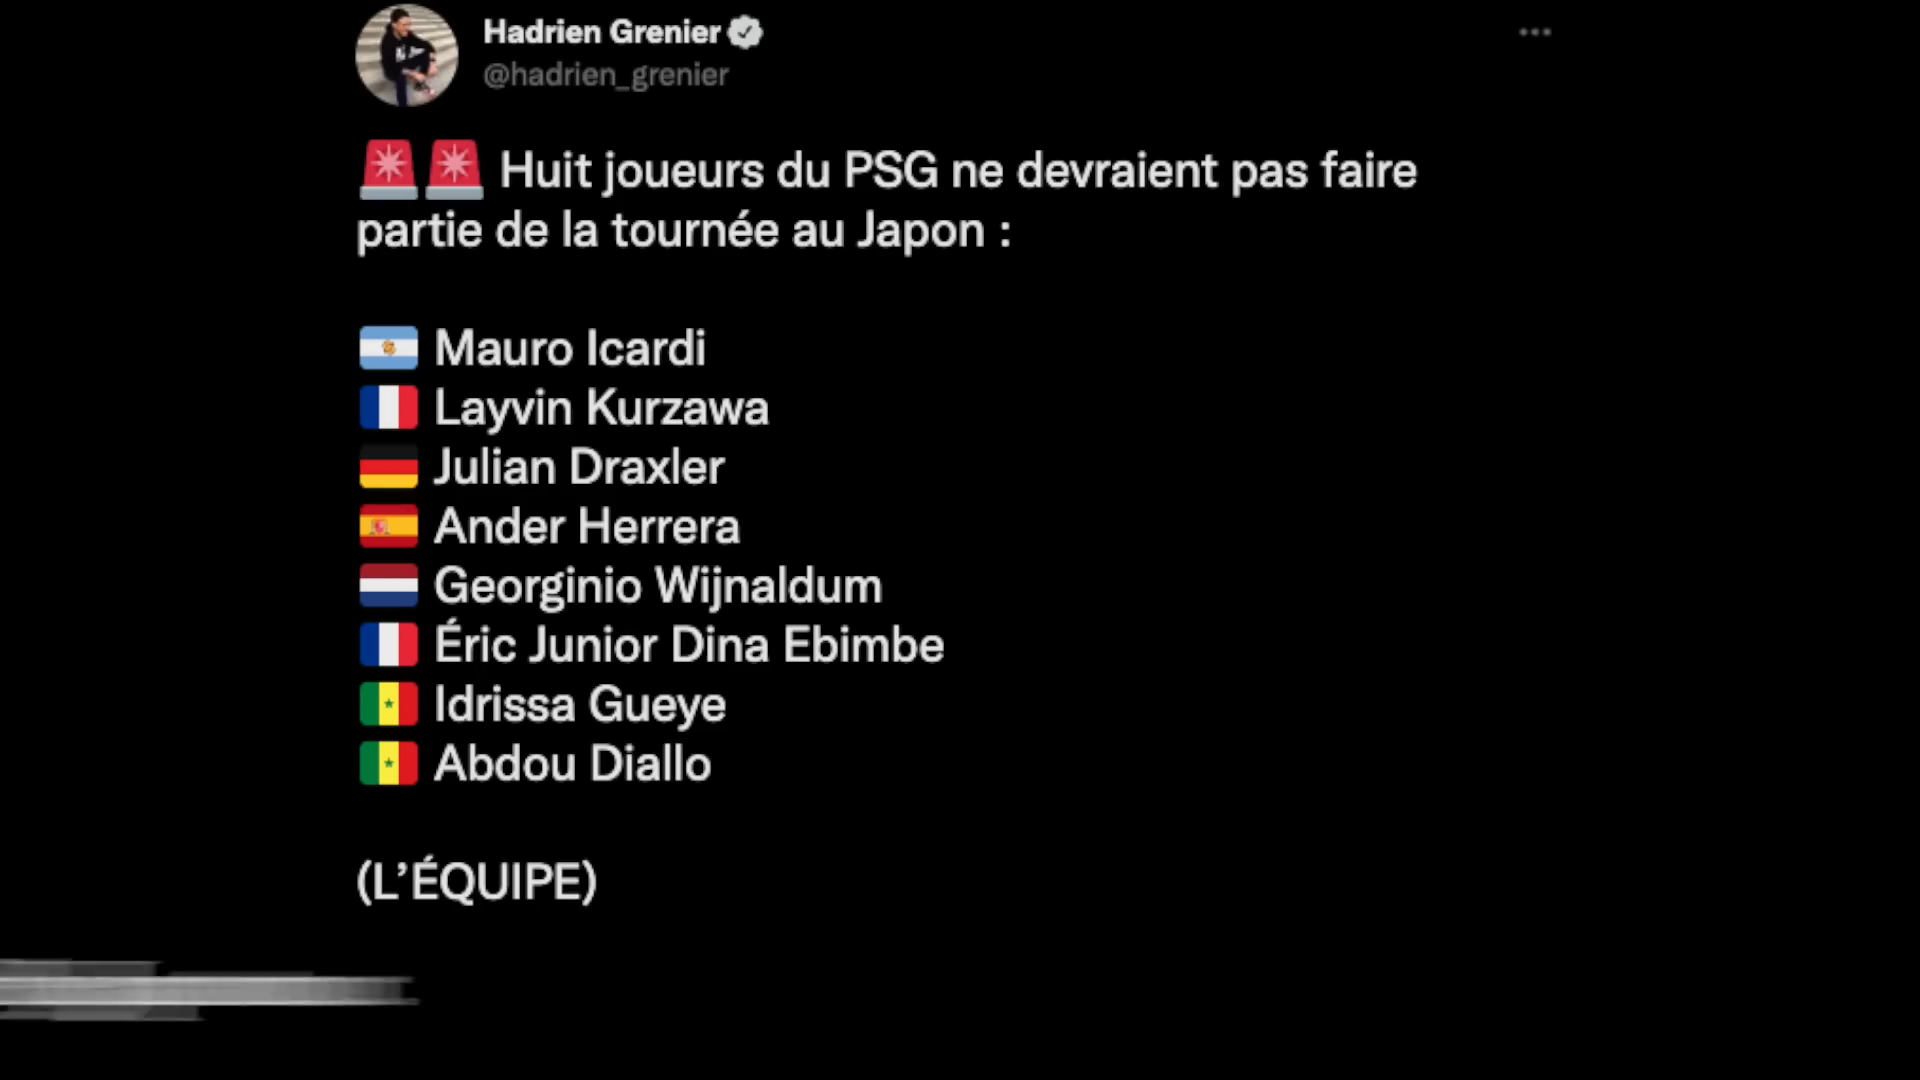 Hadrien Grenier
@hadrien_grenier
Huit joueurs du PSG ne devraient pas faire
partie de la tournée au Japon :
Mauro Icardi
Layvin Kurzawa
Julian Draxler
Ander Herrera
Georginio Wijnaldum
Éric Junior Dina Ebimbe
Idrissa Gueye
Abdou Diallo
(L’ÉQUIPE)